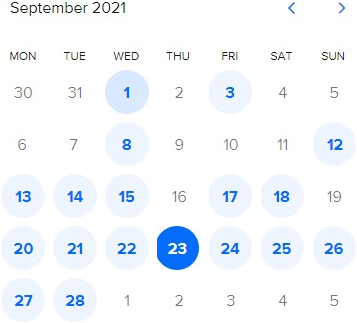 September 2021
MON TUE WED THU FRI SAT SUN
30 31 1 2 3 4 5
6 7 8 9 10 11 12
13 14 15 16 17 18 19
20 21 22 23 24 25 26
27 28 1 2 3 4 5